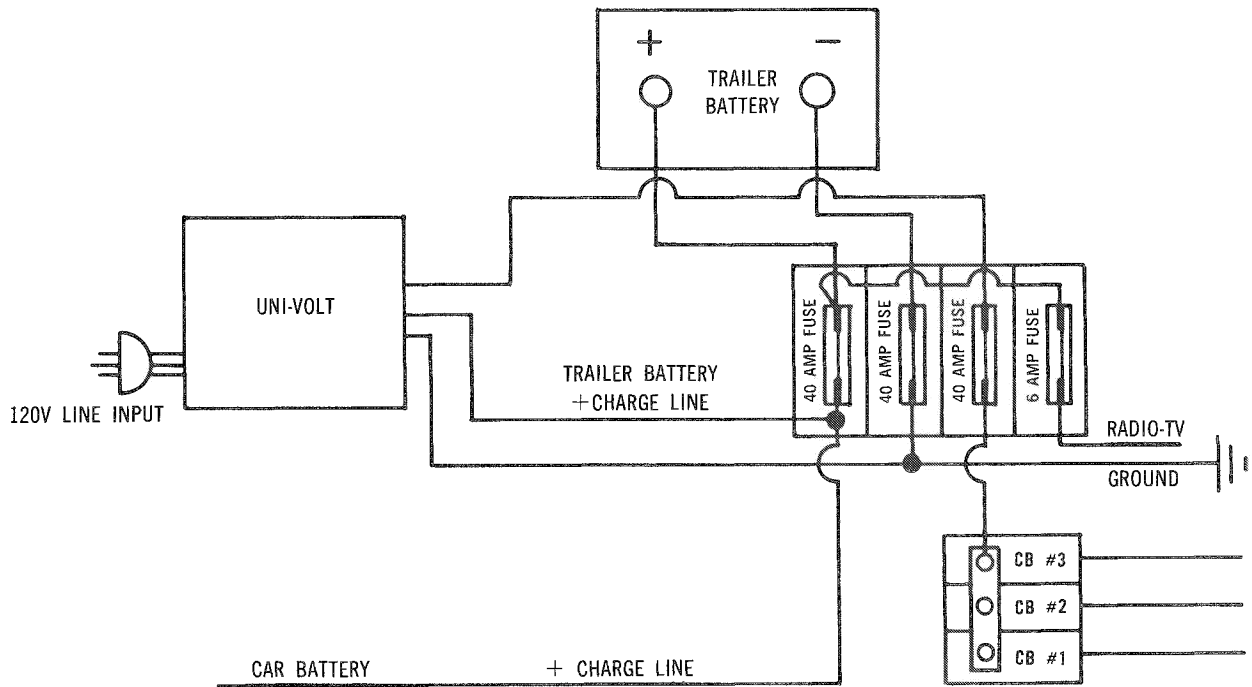 + −
TRAILER
BATTERY
UNI-VOLT
120V LINE INPUT
TRAILER BATTERY
+CHARGE LINE
40 AMP FUSE
40 AMP FUSE
40 AMP FUSE
6 AMP FUSE
RADIO-TV
GROUND
CB #3
CB #2
CB #1
CAR BATTERY + CHARGE LINE